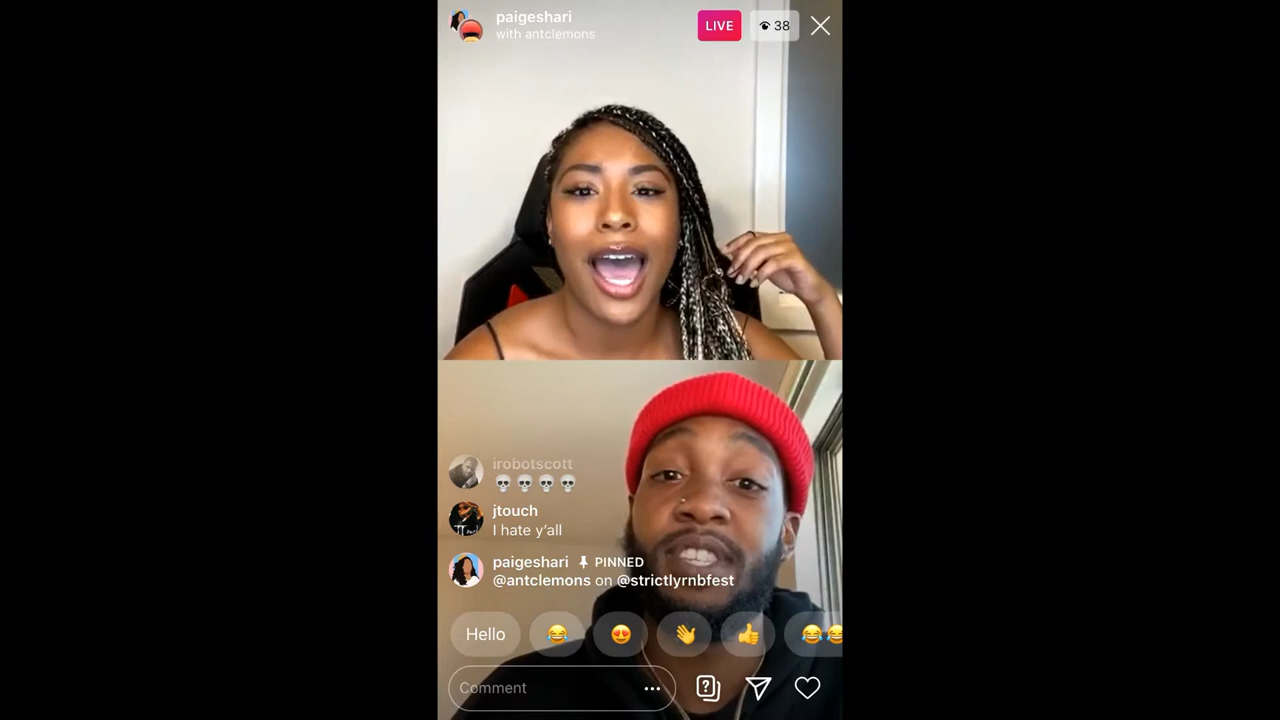 paigeshari
with antclemons
LIVE
38
irobotscott
jtouch
I hate y'all
paigeshari PINNED
@antclemons on @strictlyrnbfest
Hello
Comment